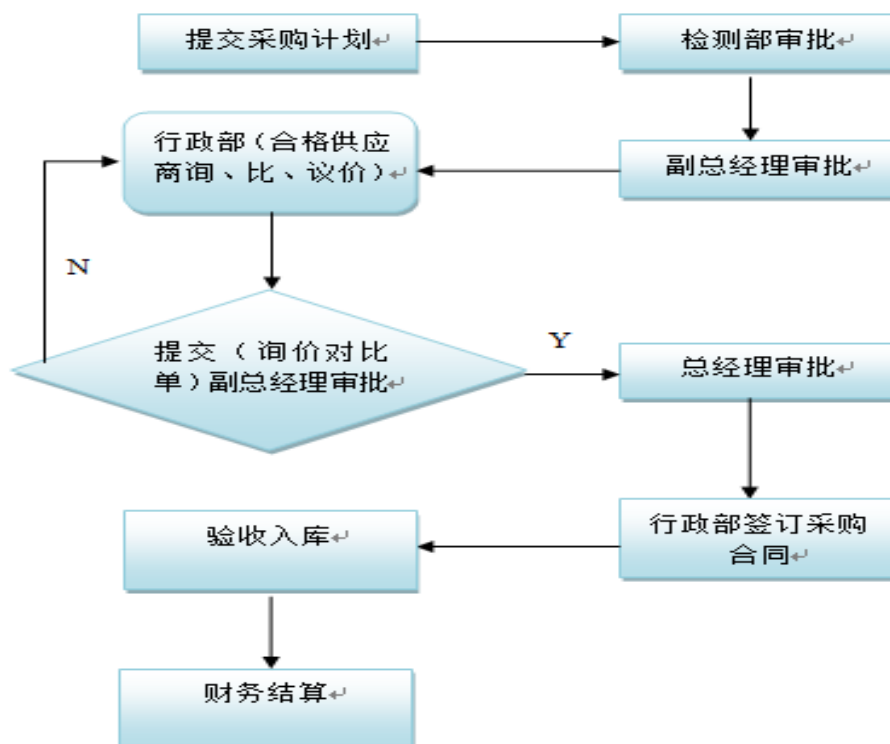 提交采购计划
检测部审批
行政部（合格供应
商询、比、议价）
副总经理审批
N
提交（询价对比
单）副总经理审批
Y
总经理审批
行政部签订采购
合同
验收入库
财务结算